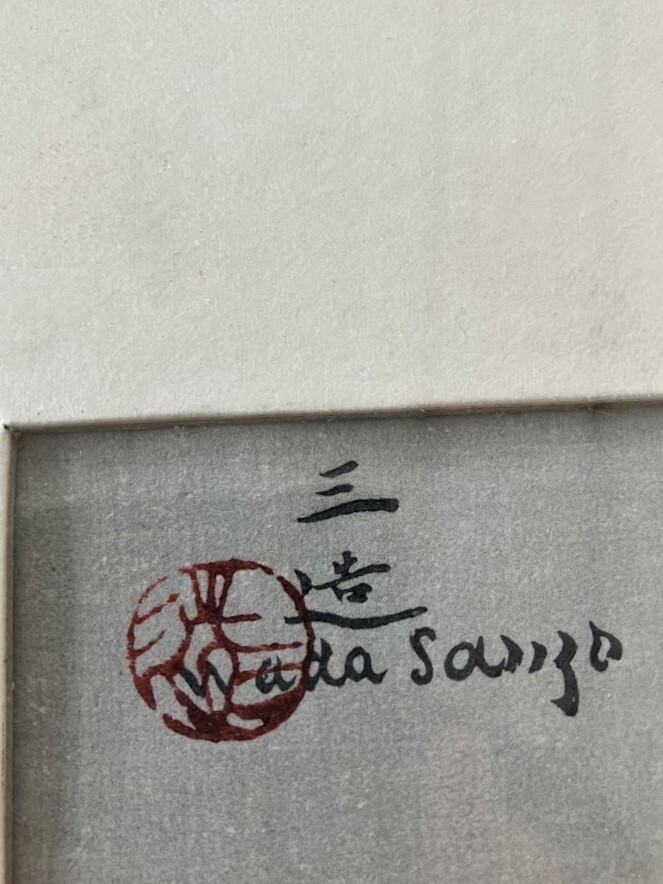 三
造
Wada Sanzo